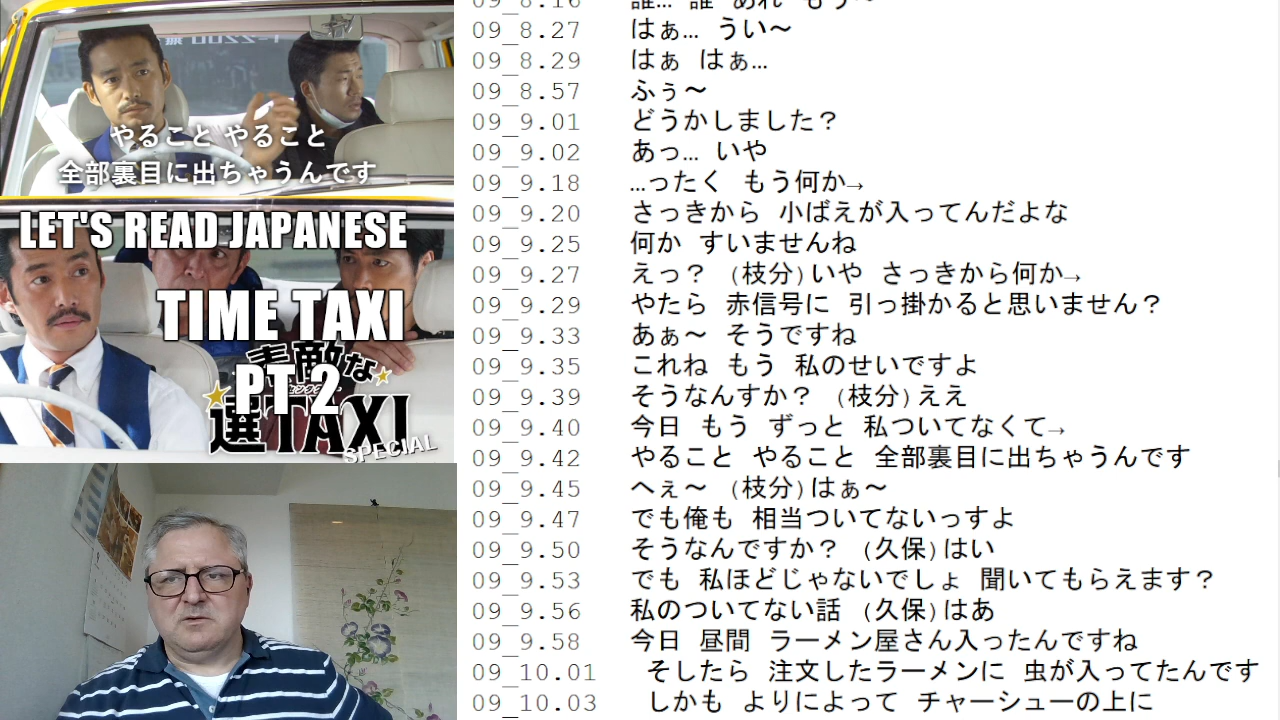 やること やること
全部裏目に出ちゃうんです
LET'S READ JAPANESE
TIME TAXI
PT 2
素敵な
選TAXI
SPECIAL
09_8.16 誰… 誰 あれ もう〜
09_8.27 はぁ… うい〜
09_8.29 はぁ はぁ…
09_8.57 ふぅ〜
09_9.01 どうかしました？
09_9.02 あっ… いや
09_9.18 …ったく もう何か→
09_9.20 さっきから 小ばえが入ってんだよな
09_9.25 何か すいませんね
09_9.27 えっ？ (枝分)いや さっきから何か→
09_9.29 やたら 赤信号に 引っ掛かると思いません？
09_9.33 あぁ〜 そうですね
09_9.35 これね もう 私のせいですよ
09_9.39 そうなんすか？ (枝分)ええ
09_9.40 今日 もう ずっと 私ついてなくて→
09_9.42 やること やること 全部裏目に出ちゃうんです
09_9.45 へぇ〜 (枝分)はぁ〜
09_9.47 でも俺も 相当ついてないっすよ
09_9.50 そうなんですか？ (久保)はい
09_9.53 でも 私ほどじゃないでしょ 聞いてもらえます？
09_9.56 私のついてない話 (久保)はあ
09_9.58 今日 昼間 ラーメン屋さん入ったんですね
09_10.01 そしたら 注文したラーメンに 虫が入ってたんです
09_10.03 しかも よりによって チャーシューの上に